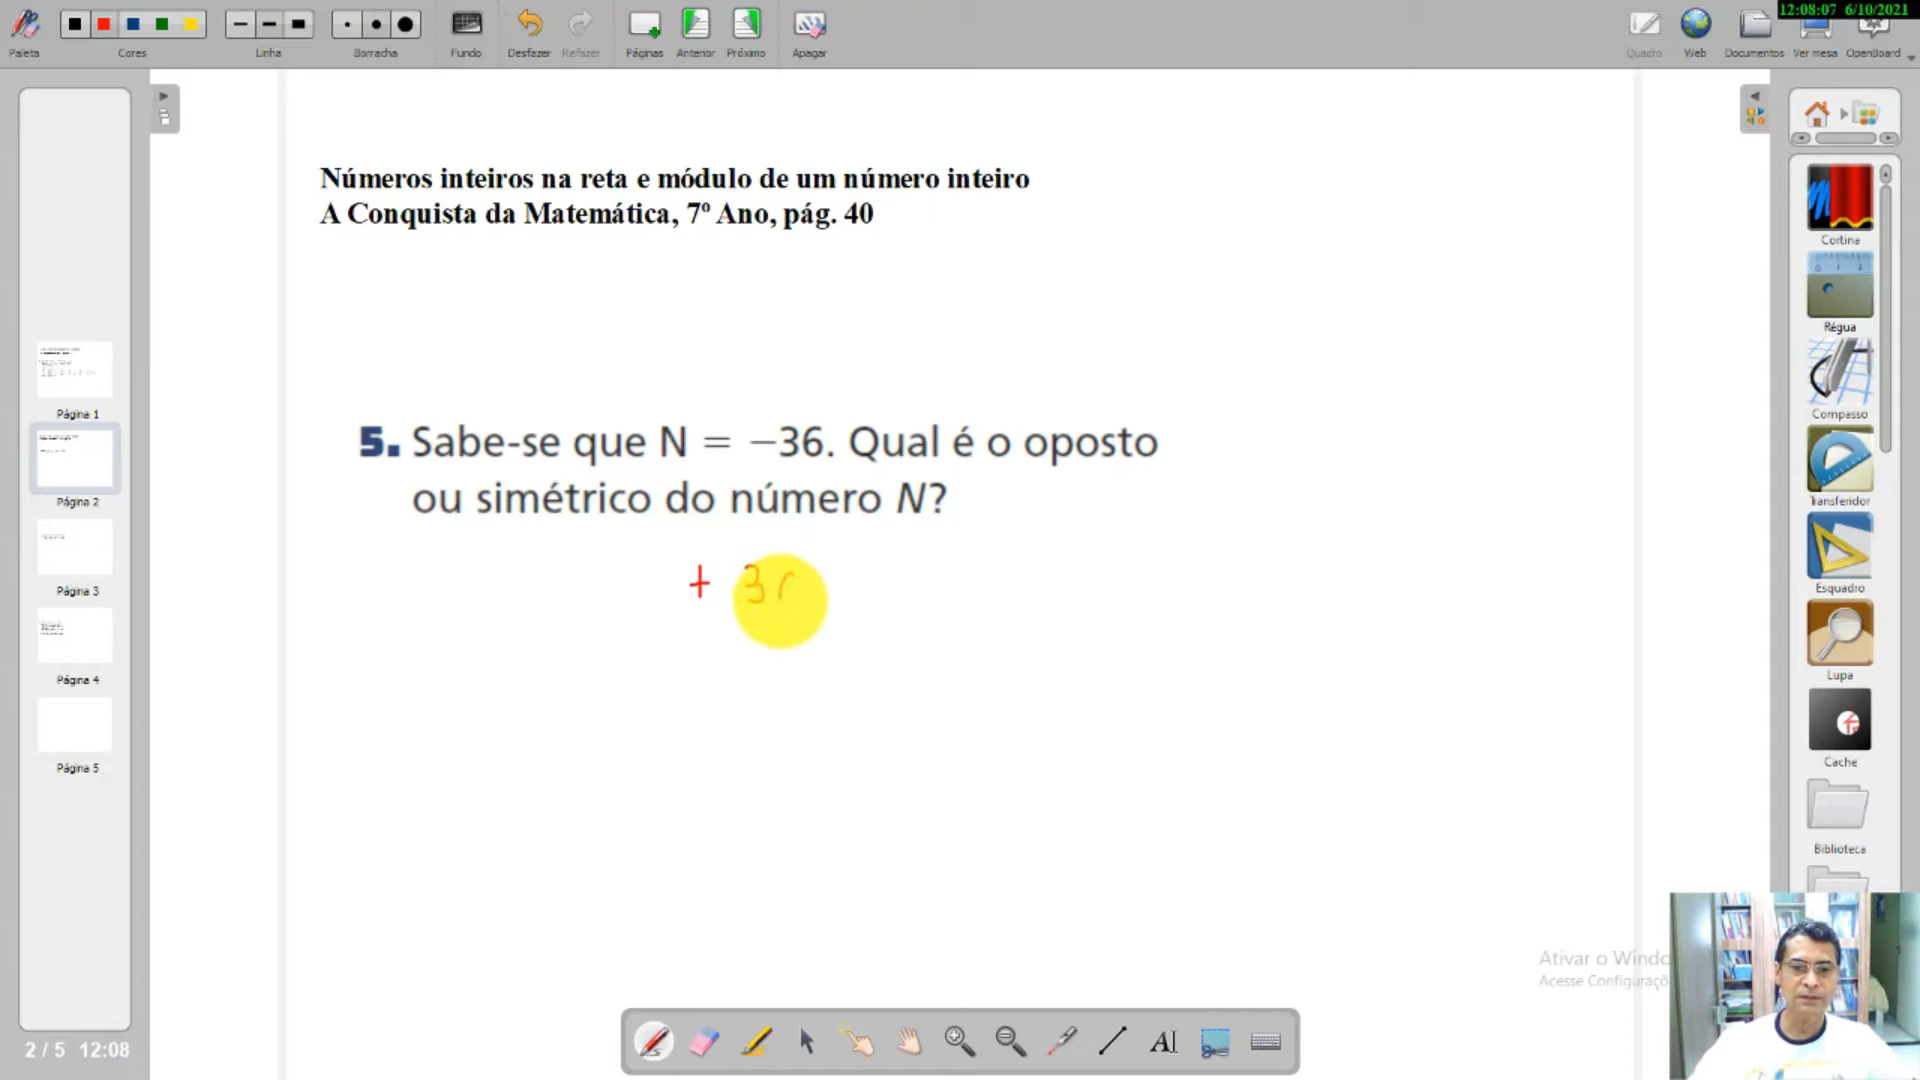 12:08:07 6/10/2021
Paleta
Cores
Linha
Borracha
Fundo
Desfazer
Refazer
Páginas
Anterior
Próximo
Apagar
Quadro
Web
Documentos
Ver mesa
OpenBoard
Números inteiros na reta e módulo de um número inteiro
A Conquista da Matemática, 7º Ano, pág. 40
5. Sabe-se que N = −36. Qual é o oposto
ou simétrico do número N?
+ 3
Página 1
Página 2
Página 3
Página 4
Página 5
2 / 5 12:08
Cortina
Régua
Compasso
Transferidor
Esquadro
Lupa
Cache
Biblioteca
Ativar o Windo
Acesse Configuraçõ